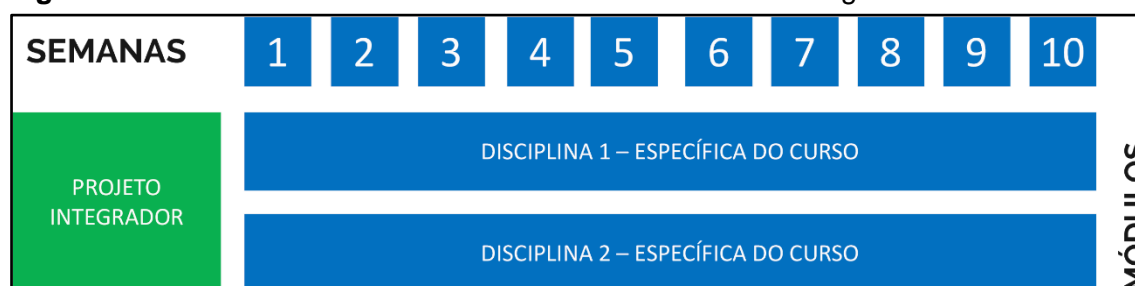 SEMANAS 1 2 3 4 5 6 7 8 9 10
DISCIPLINA 1 – ESPECÍFICA DO CURSO
PROJETO
INTEGRADOR
DISCIPLINA 2 – ESPECÍFICA DO CURSO
MÓDULOS